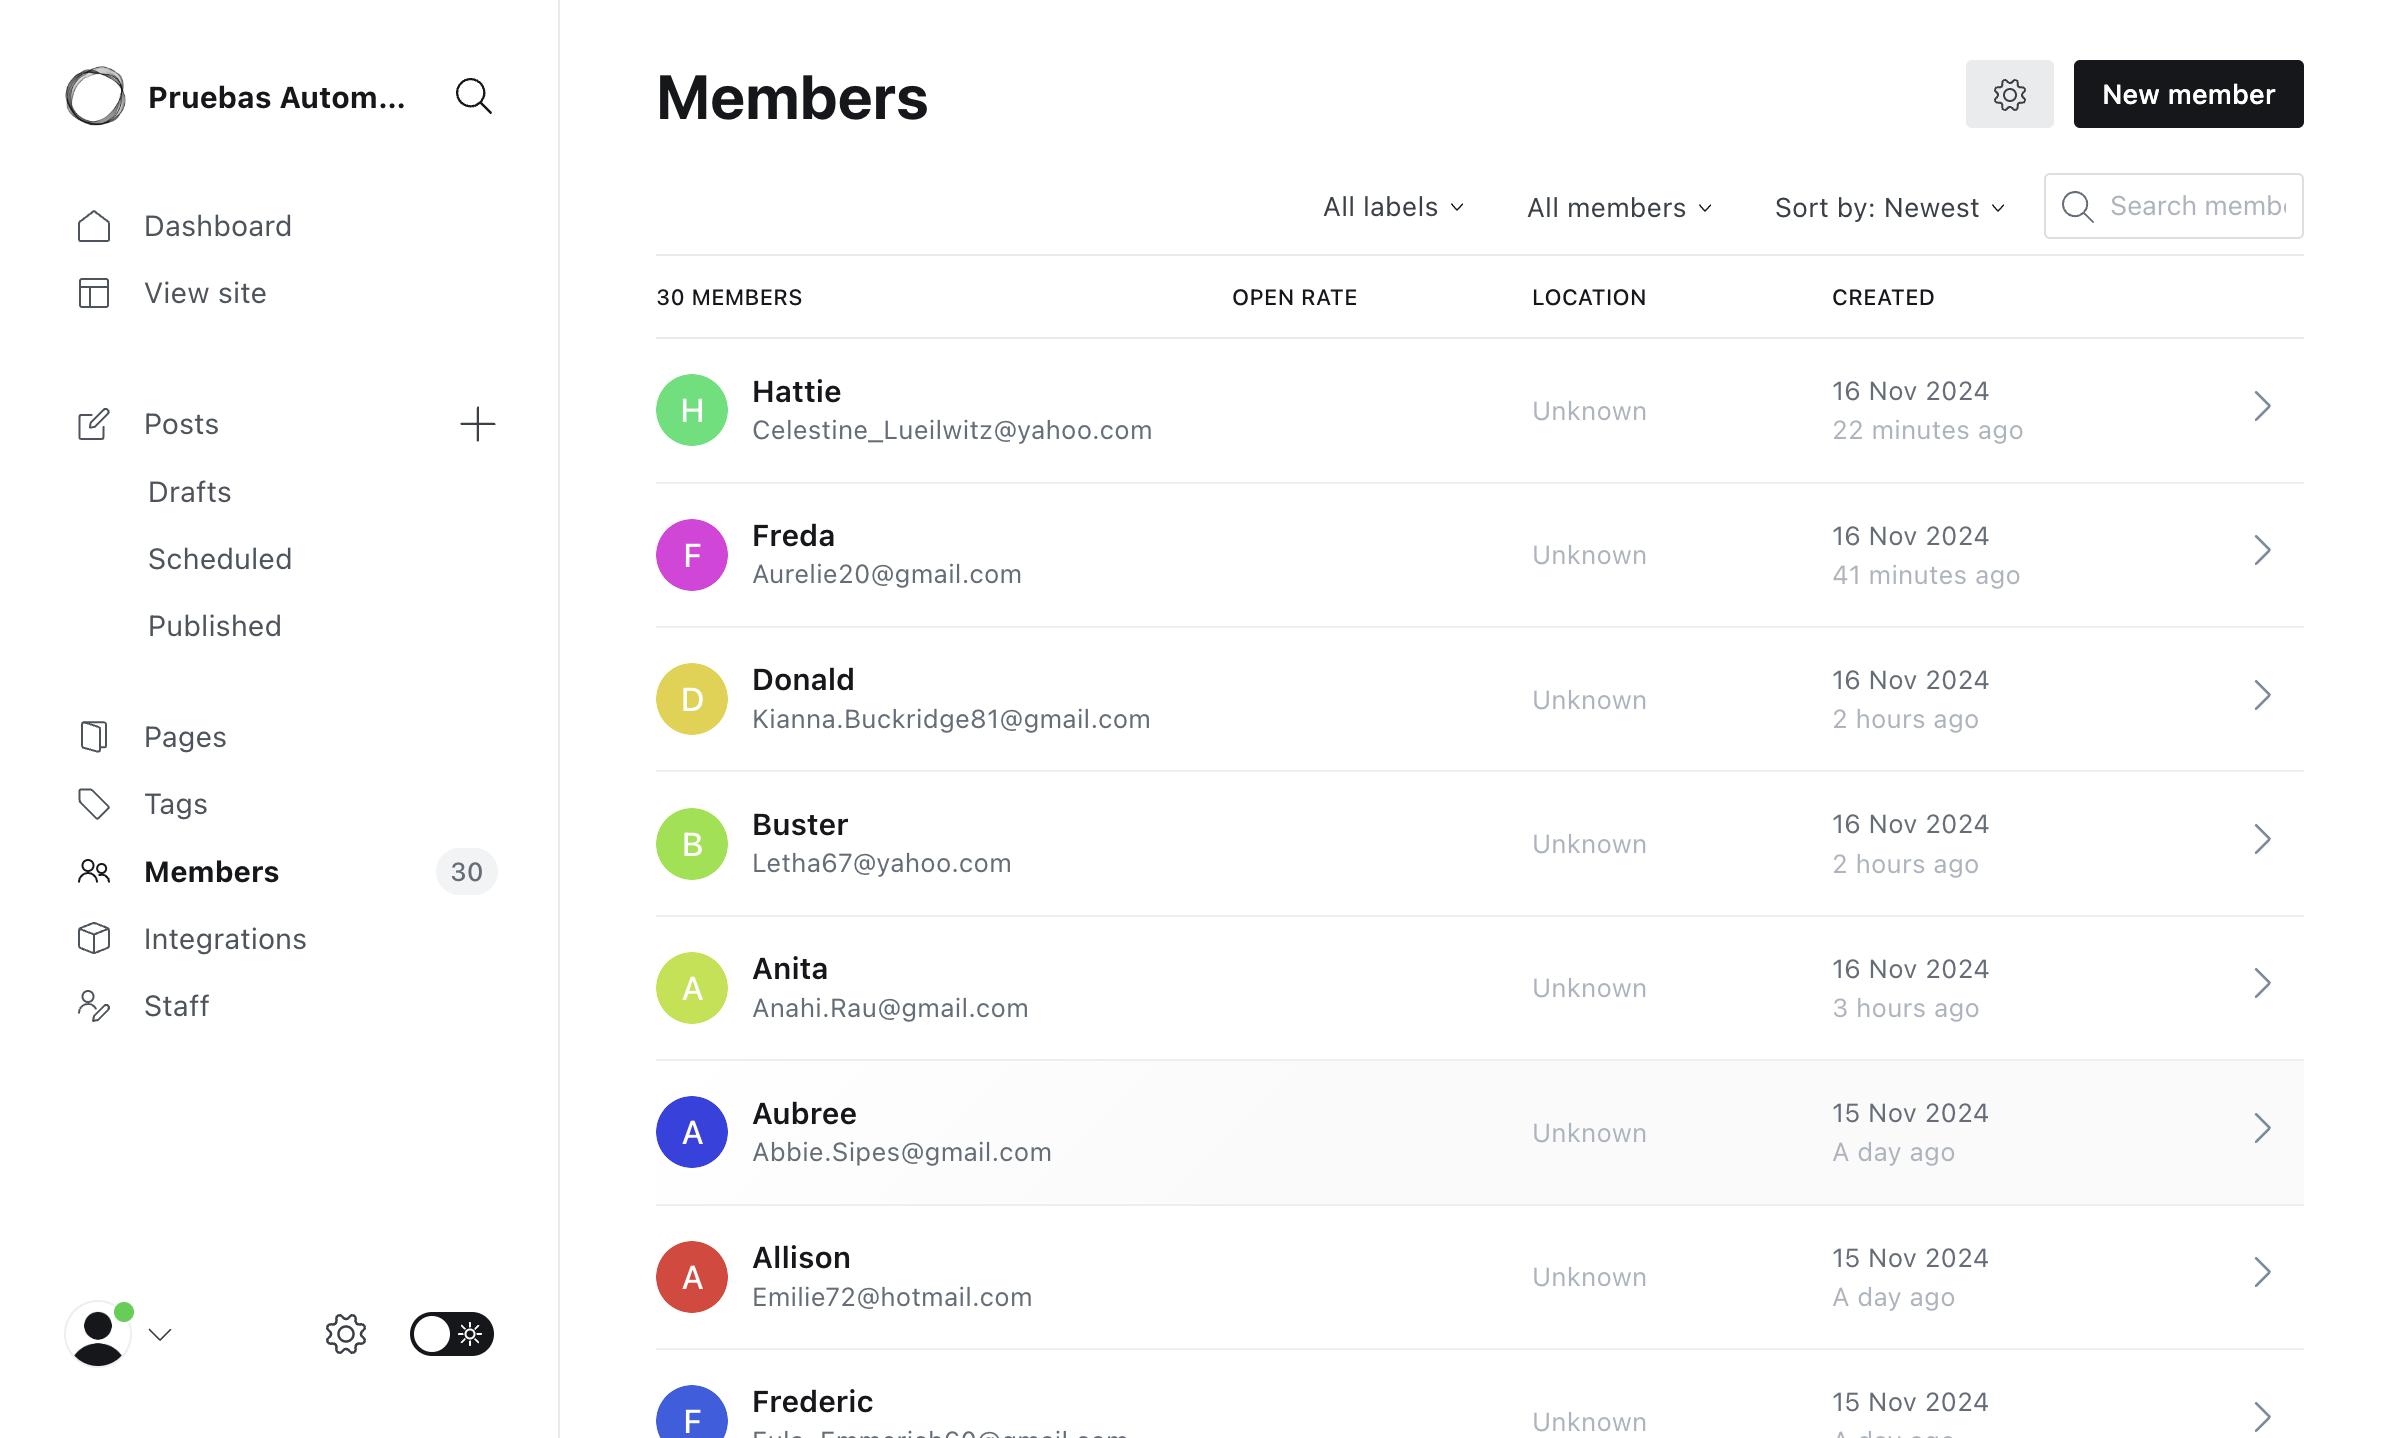 Pruebas Autom...
Dashboard
View site
Posts
Drafts
Scheduled
Published
Pages
Tags
Members
30
Integrations
Staff
Members
New member
All labels
All members
Sort by: Newest
Search memb
30 MEMBERS
OPEN RATE
LOCATION
CREATED
H
Hattie
Celestine_Lueilwitz@yahoo.com
Unknown
16 Nov 2024
22 minutes ago
F
Freda
Aurelie20@gmail.com
Unknown
16 Nov 2024
41 minutes ago
D
Donald
Kianna.Buckridge81@gmail.com
Unknown
16 Nov 2024
2 hours ago
B
Buster
Letha67@yahoo.com
Unknown
16 Nov 2024
2 hours ago
A
Anita
Anahi.Rau@gmail.com
Unknown
16 Nov 2024
3 hours ago
A
Aubree
Abbie.Sipes@gmail.com
Unknown
15 Nov 2024
A day ago
A
Allison
Emilie72@hotmail.com
Unknown
15 Nov 2024
A day ago
F
Frederic
Unknown
15 Nov 2024
A day ago